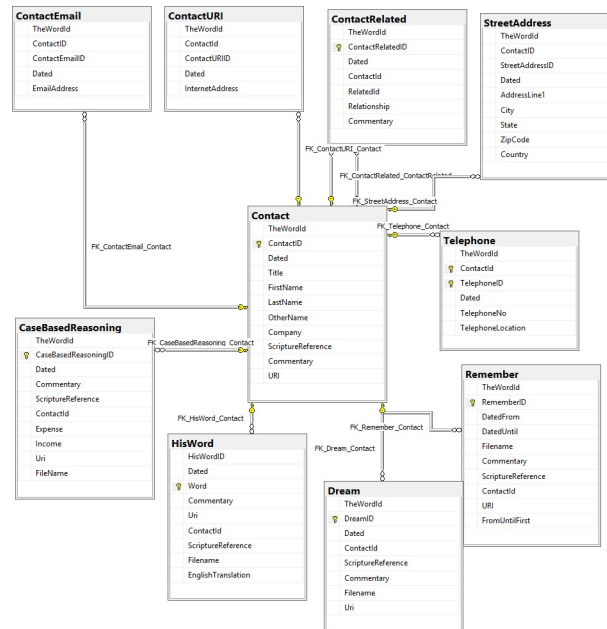 ContactEmail
TheWordId
ContactID
ContactEmailID
Dated
EmailAddress
ContactURI
TheWordId
ContactId
ContactURIID
Dated
InternetAddress
ContactRelated
TheWordId
ContactRelatedID
Dated
ContactId
RelatedId
Relationship
Commentary
StreetAddress
TheWordId
ContactID
StreetAddressID
Dated
AddressLine1
City
State
ZipCode
Country
FK_ContactURI_Contact
FK_ContactRelated_ContactRelated
FK_StreetAddress_Contact
FK_Telephone_Contact
FK_ContactEmail_Contact
Contact
TheWordId
ContactID
Dated
Title
FirstName
LastName
OtherName
Company
ScriptureReference
Commentary
URI
Telephone
TheWordId
ContactId
TelephoneID
Dated
TelephoneNo
TelephoneLocation
CaseBasedReasoning
TheWordId
CaseBasedReasoningID
Dated
Commentary
ScriptureReference
ContactId
Expense
Income
Uri
FileName
FK_CaseBasedReasoning_Contact
Remember
TheWordId
RememberID
DatedFrom
DatedUntil
Filename
Commentary
ScriptureReference
ContactId
URI
FromUntilFirst
FK_HisWord_Contact
FK_Remember_Contact
FK_Dream_Contact
HisWord
HisWordID
Dated
Word
Commentary
Uri
ContactId
ScriptureReference
Filename
EnglishTranslation
Dream
TheWordId
DreamID
Dated
ContactId
ScriptureReference
Commentary
Filename
Uri